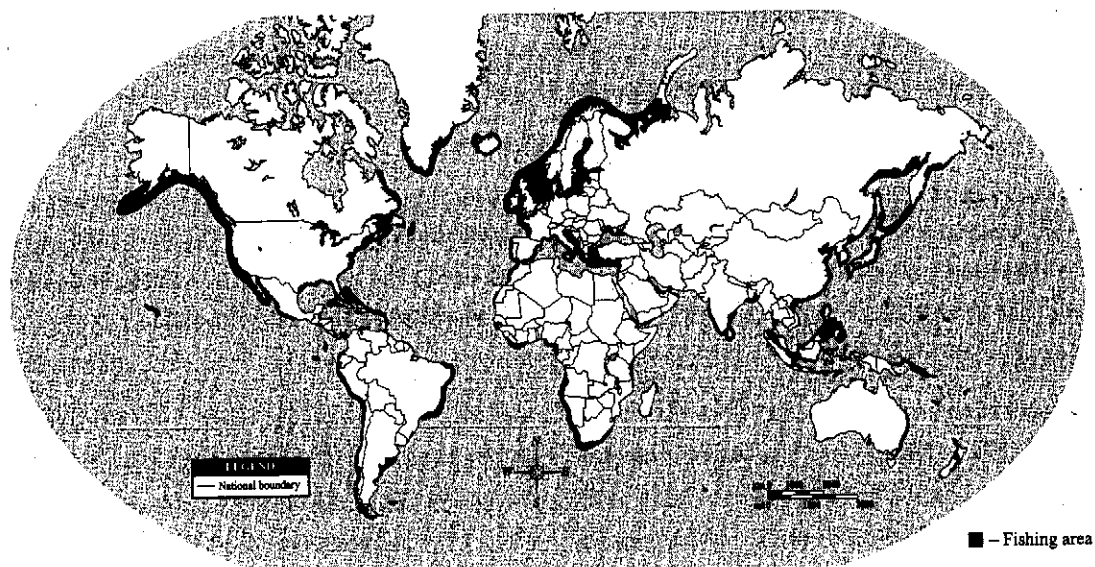 LEGEND
National boundary
N
W E
S
– Fishing area